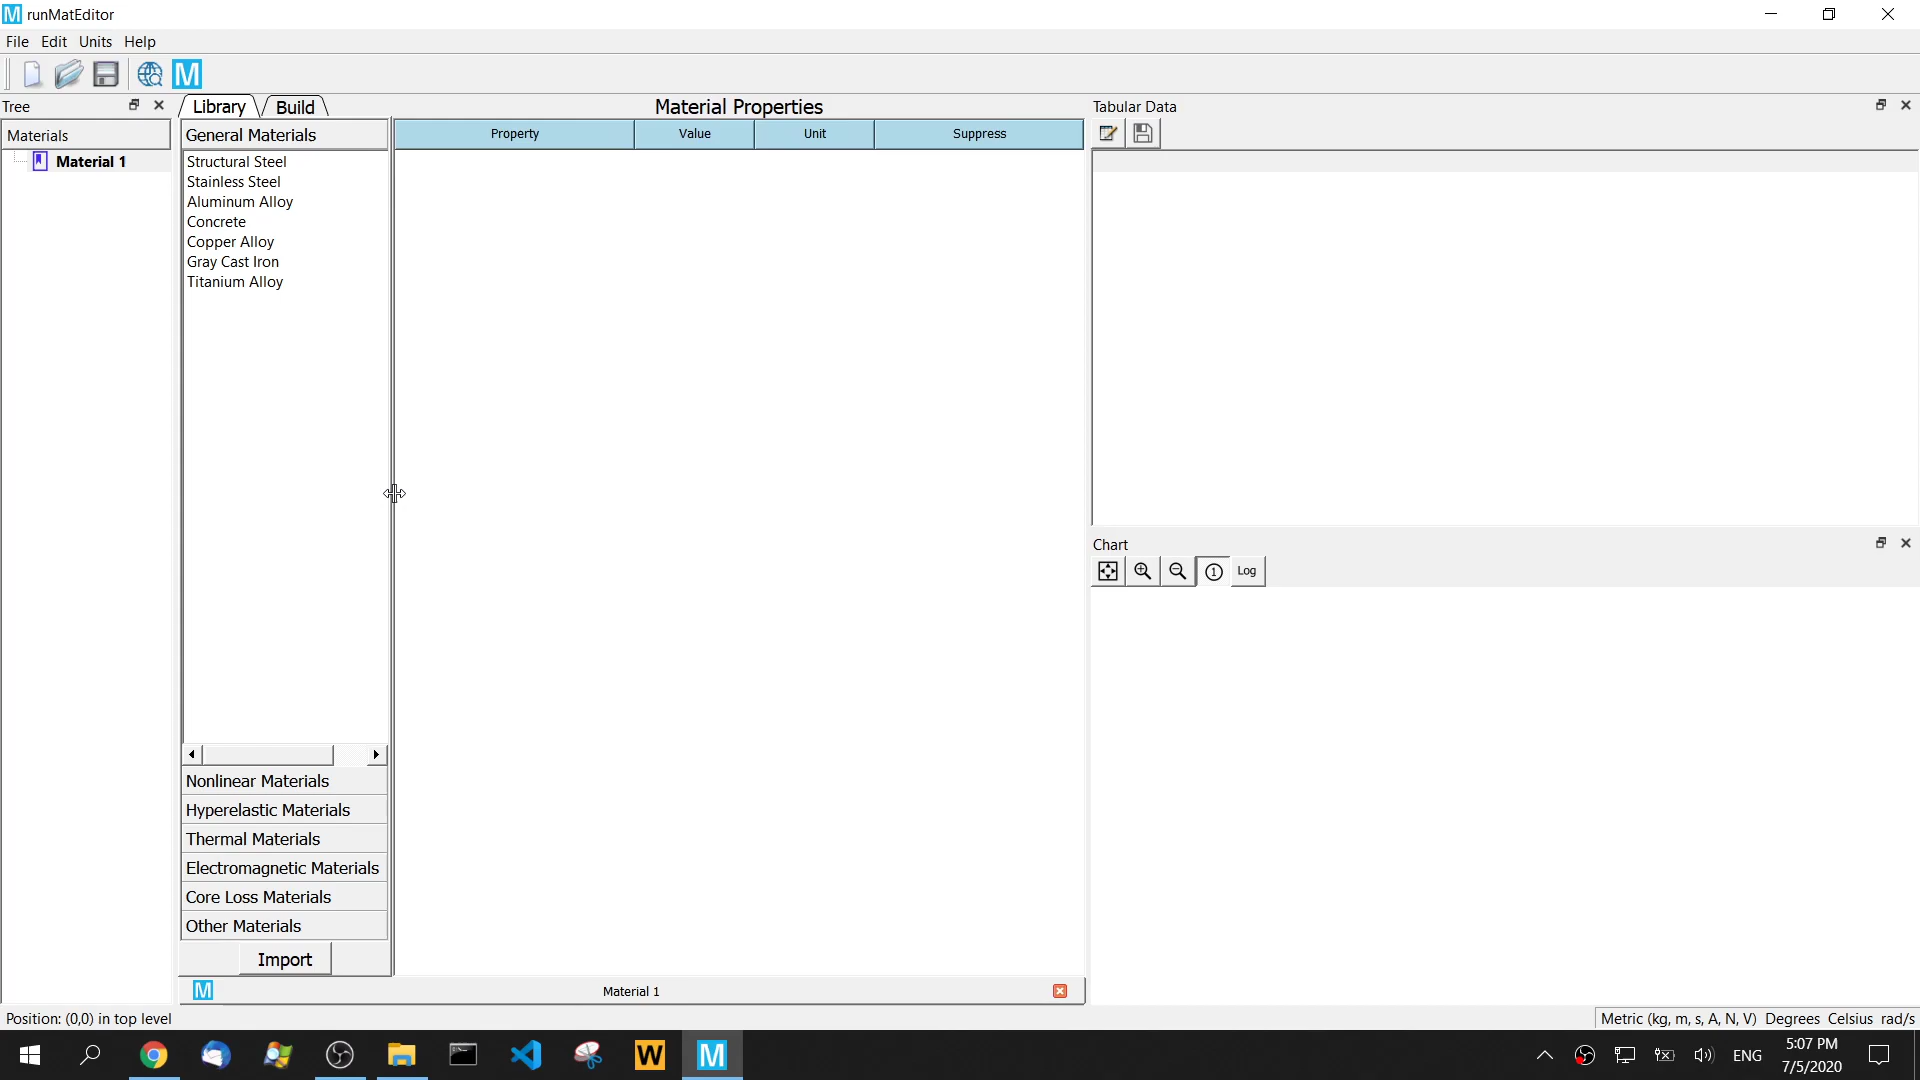 M runMatEditor
File Edit Units Help
M
Tree
Materials
Material 1
Library Build
General Materials
Structural Steel
Stainless Steel
Aluminum Alloy
Concrete
Copper Alloy
Gray Cast Iron
Titanium Alloy
Nonlinear Materials
Hyperelastic Materials
Thermal Materials
Electromagnetic Materials
Core Loss Materials
Other Materials
Import
Material Properties
Property Value Unit Suppress
M Material 1
Tabular Data
Chart
1 Log
Position: (0,0) in top level
Metric (kg, m, s, A, N, V) Degrees Celsius rad/s
W M
ENG
5:07 PM
7/5/2020